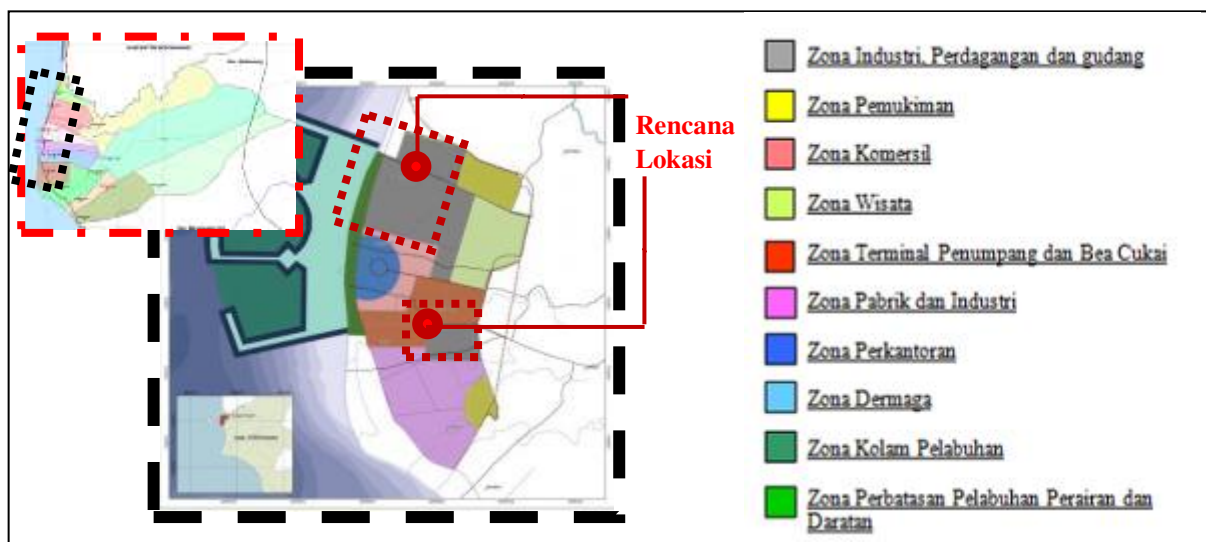 Rencana
Lokasi
Zona Industri, Perdagangan dan gudang
Zona Pemukiman
Zona Komersil
Zona Wisata
Zona Terminal Penumpang dan Bea Cukai
Zona Pabrik dan Industri
Zona Perkantoran
Zona Dermaga
Zona Kolam Pelabuhan
Zona Perbatasan Pelabuhan Perairan dan
Daratan